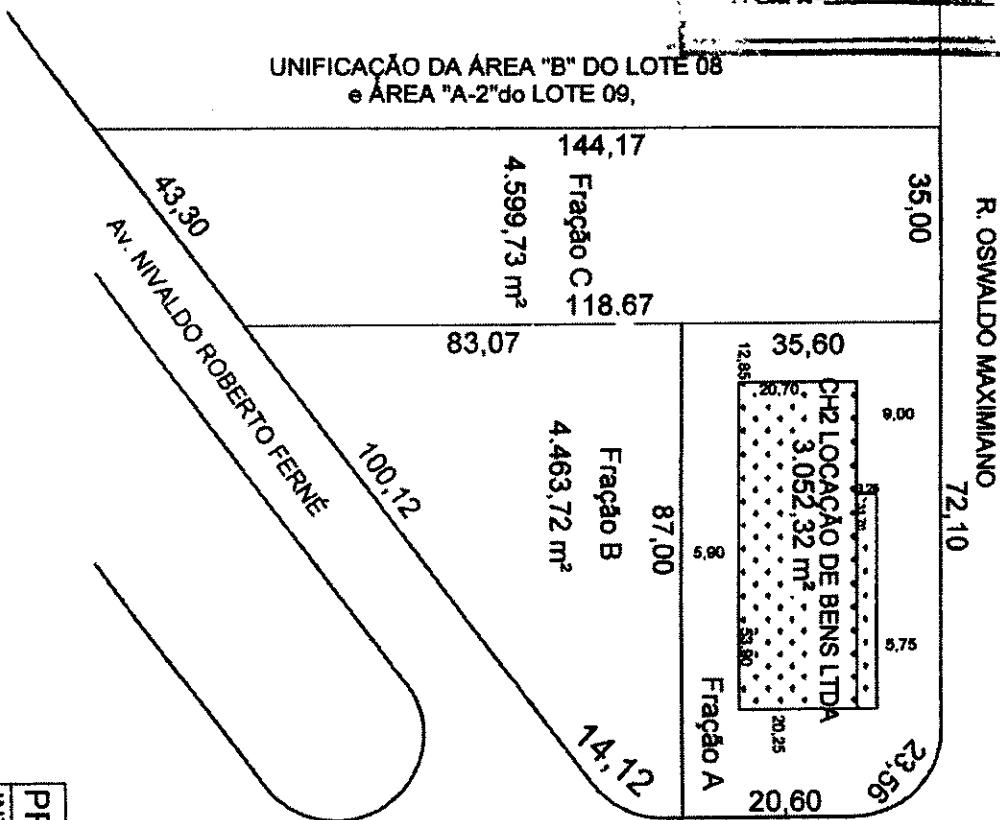 UNIFICAÇÃO DA ÁREA "B" DO LOTE 08
e ÁREA "A-2"do LOTE 09,
144,17
35,00
R. OSWALDO MAXIMIANO
43,30
Fração C
4.599,73 m²
118.67
Av. NIVALDO ROBERTO FERNÉ
83,07
35,60
12,85
20,70
9,00
72,10
CH2 LOCAÇÃO DE BENS LTDA
3.052,32 m²
100,12
Fração B
4.463,72 m²
87,00
5,90
5,75
53,90
Fração A
20,25
14,12
23,56
20,60